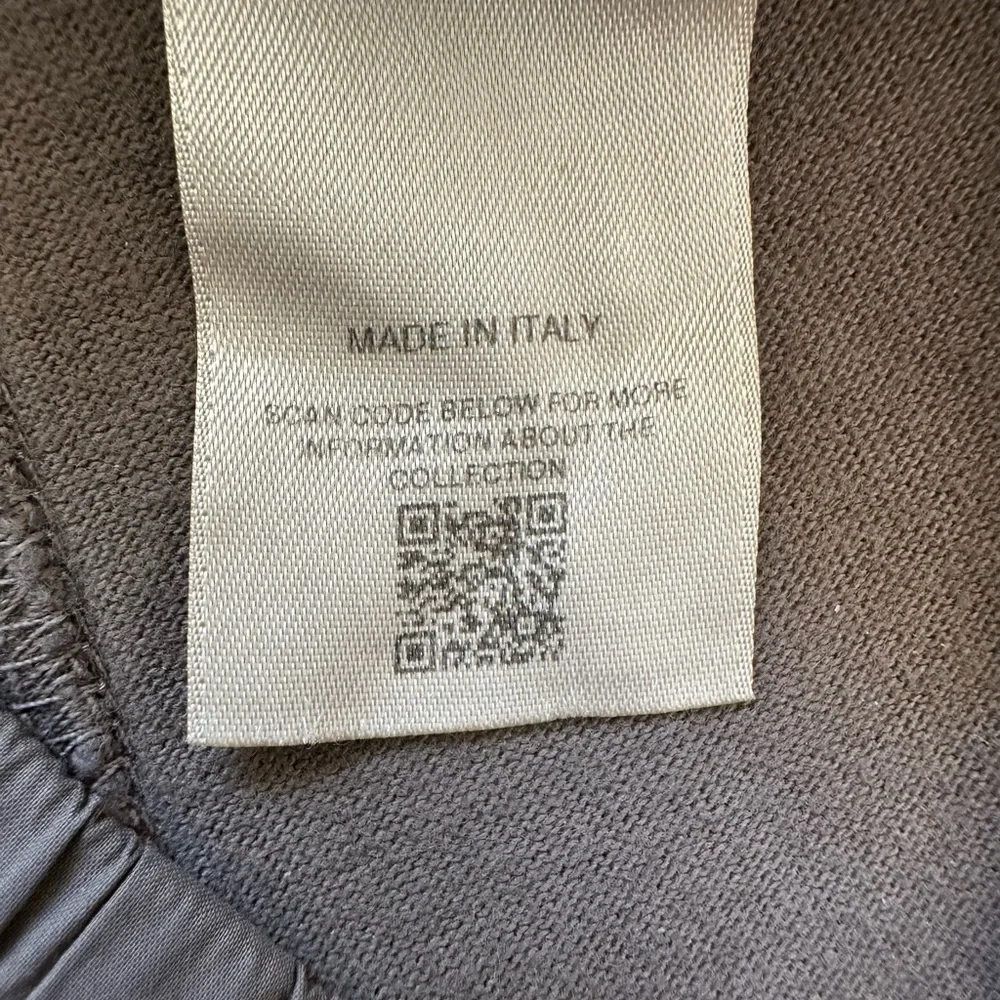 MADE IN ITALY
SCAN CODE BELOW FOR MORE
INFORMATION ABOUT THE
COLLECTION